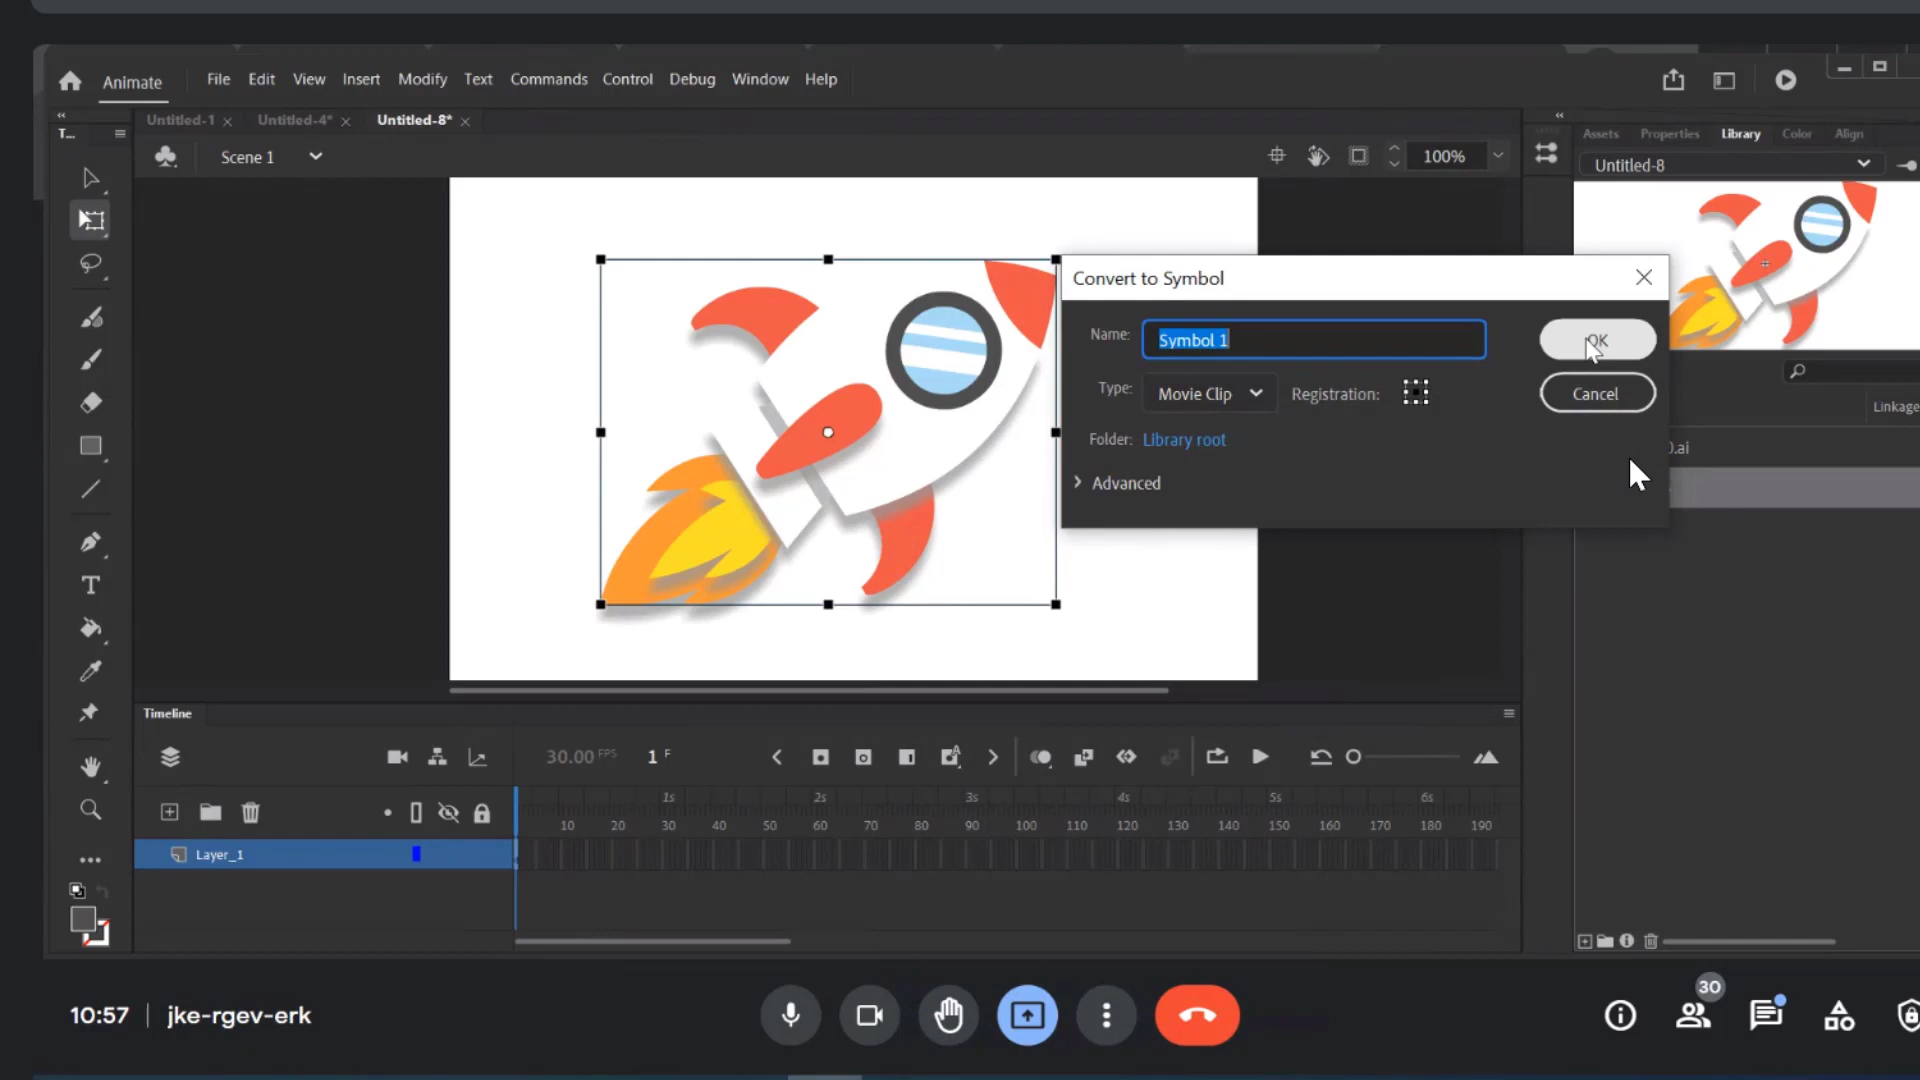 Animate
File Edit View Insert Modify Text Commands Control Debug Window Help
Untitled-1
Untitled-4*
Untitled-8*
Assets Properties Library Color Align
T...
Scene 1
100%
Untitled-8
Convert to Symbol
Name: Symbol 1
OK
Type: Movie Clip
Registration:
Cancel
Linkage
Folder: Library root
.ai
Advanced
T
Timeline
30.00 FPS
1 F
A
1s 2s 3s 4s 5s 6s
10 20 30 40 50 60 70 80 90 100 110 120 130 140 150 160 170 180 190
Layer_1
30
10:57
jke-rgev-erk